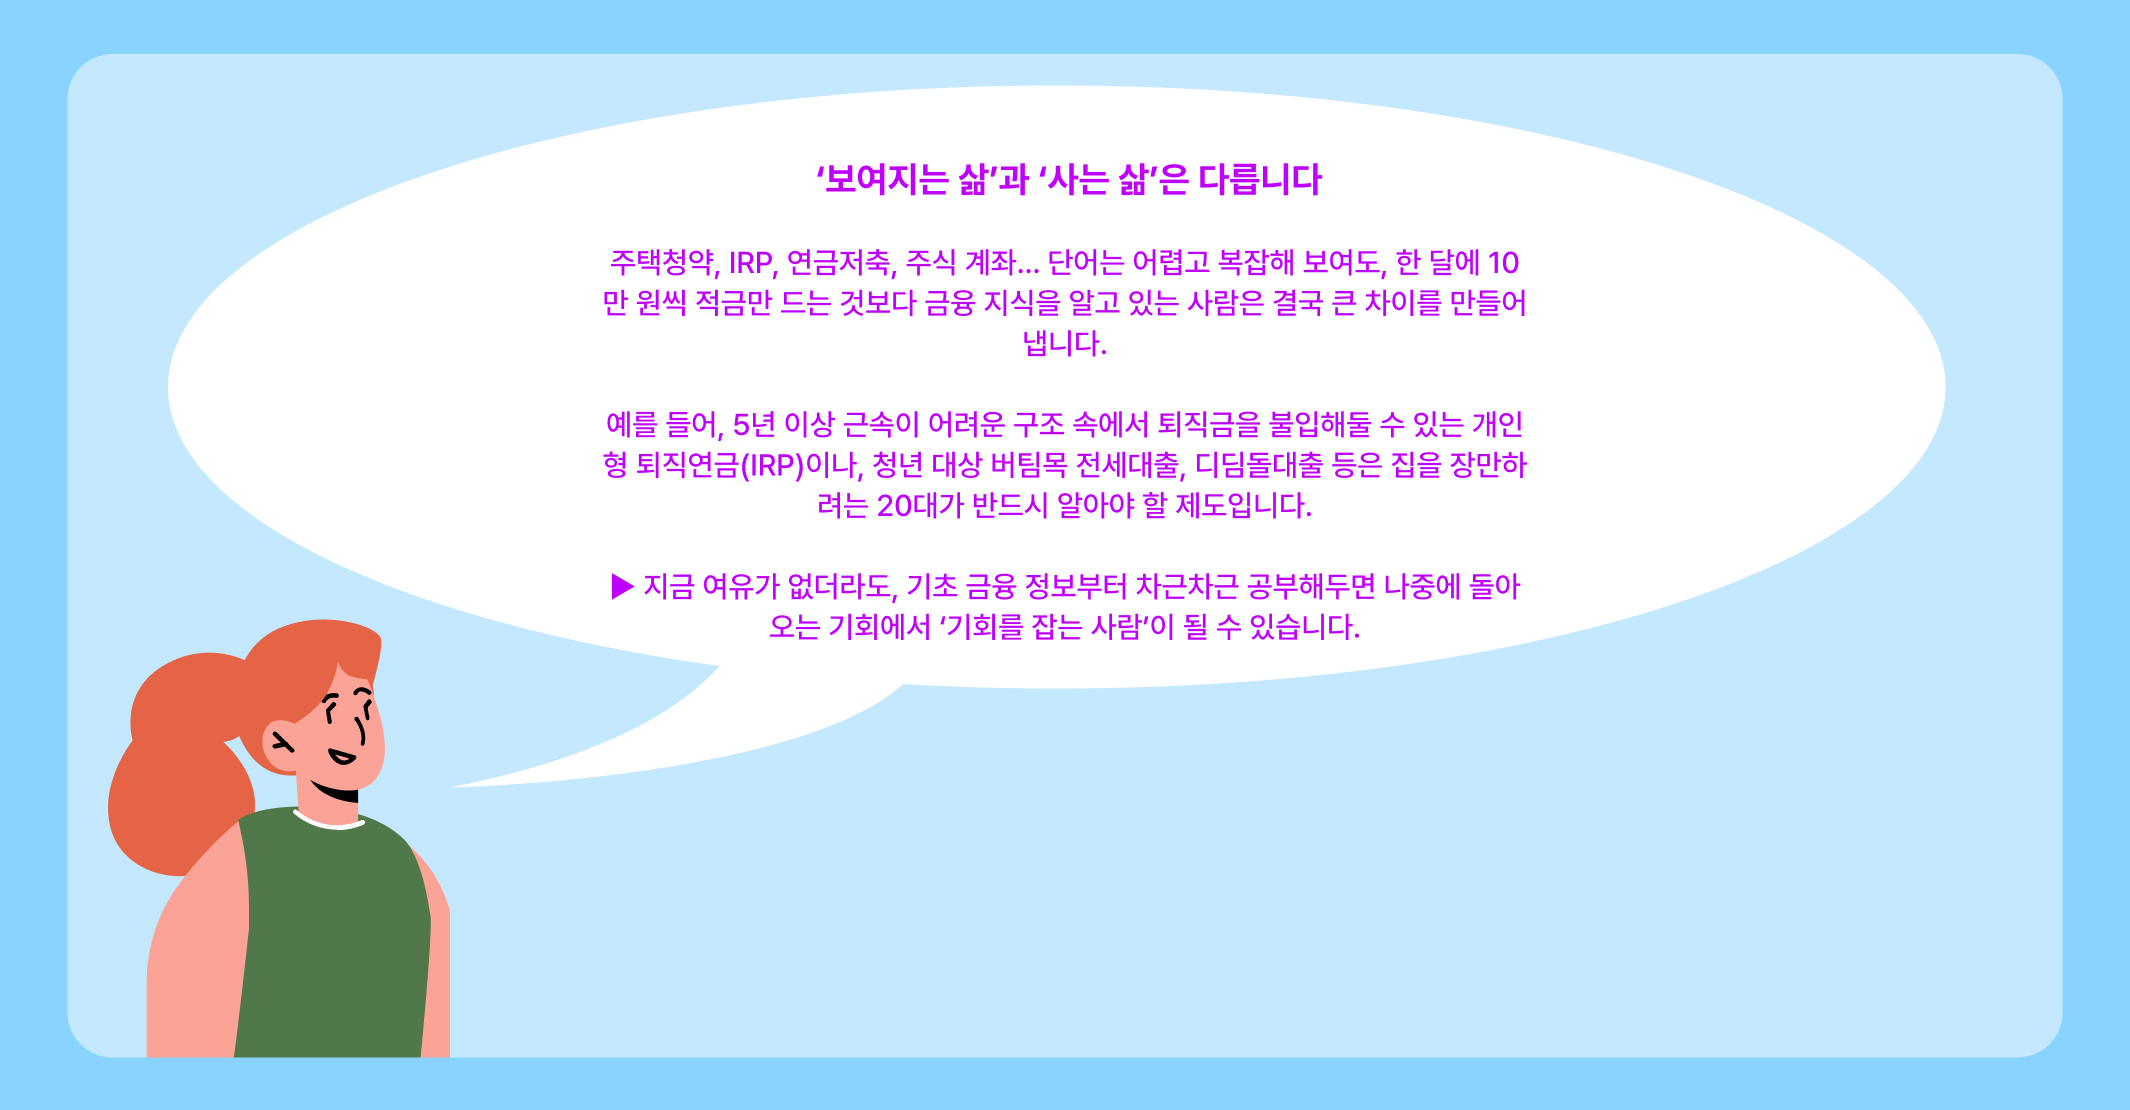 ‘보여지는 삶’과 ‘사는 삶’은 다릅니다
주택청약, IRP, 연금저축, 주식 계좌... 단어는 어렵고 복잡해 보여도, 한 달에 10
만 원씩 적금만 드는 것보다 금융 지식을 알고 있는 사람은 결국 큰 차이를 만들어
냅니다.
예를 들어, 5년 이상 근속이 어려운 구조 속에서 퇴직금을 불입해둘 수 있는 개인
형 퇴직연금(IRP)이나, 청년 대상 버팀목 전세대출, 디딤돌대출 등은 집을 장만하
려는 20대가 반드시 알아야 할 제도입니다.
▶ 지금 여유가 없더라도, 기초 금융 정보부터 차근차근 공부해두면 나중에 돌아
오는 기회에서 ‘기회를 잡는 사람’이 될 수 있습니다.